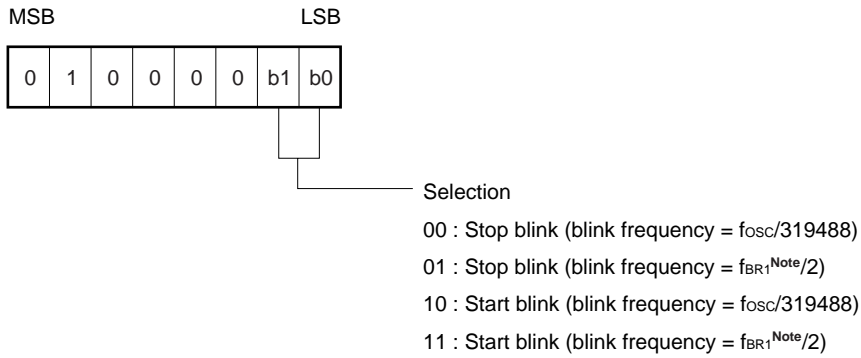 MSB LSB
0 1 0 0 0 0 b1 b0
Selection
00 : Stop blink (blink frequency = fosc/319488)
01 : Stop blink (blink frequency = fBR1Note/2)
10 : Start blink (blink frequency = fosc/319488)
11 : Start blink (blink frequency = fBR1Note/2)